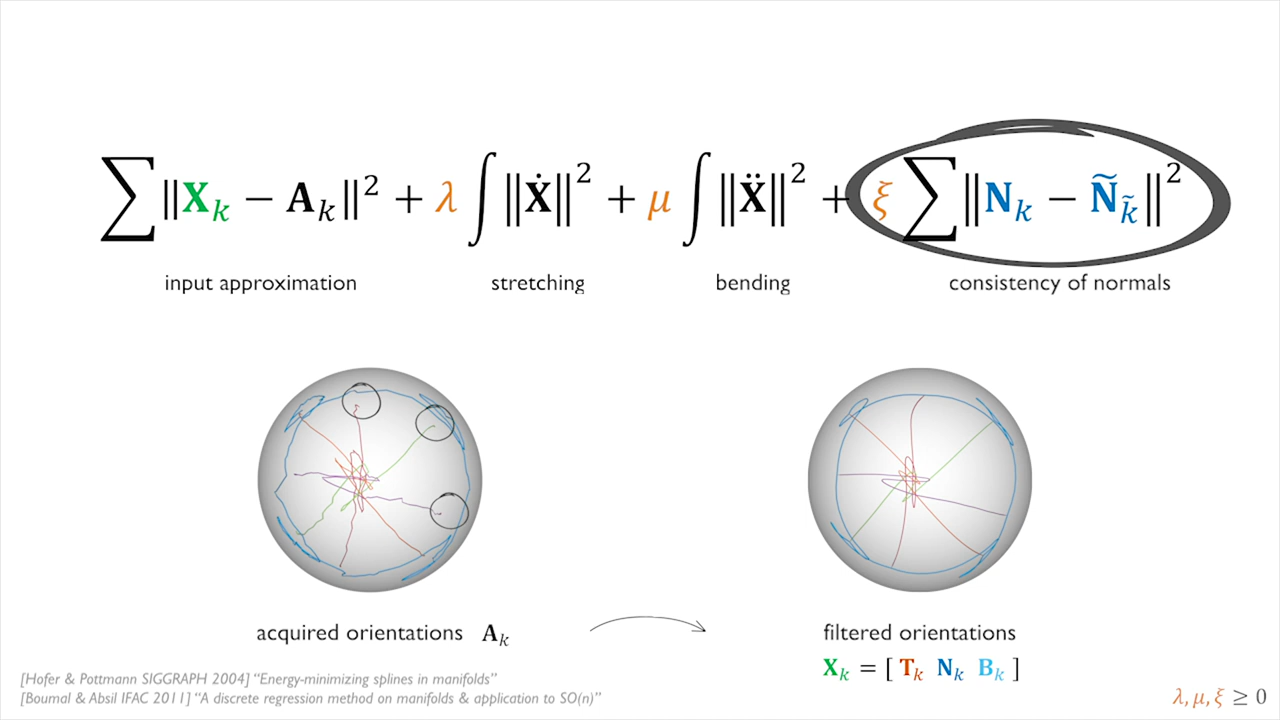 ∑‖X_k − A_k‖² + λ∫‖Ẋ‖² + μ∫‖Ẍ‖² + ξ∑‖N_k − Ñ_k̃‖²
input approximation stretching bending consistency of normals
acquired orientations A_k filtered orientations
X_k = [ T_k N_k B_k ]
[Hofer & Pottmann SIGGRAPH 2004] “Energy-minimizing splines in manifolds”
[Boumal & Absil IFAC 2011] “A discrete regression method on manifolds & application to SO(n)”
λ, μ, ξ ≥ 0